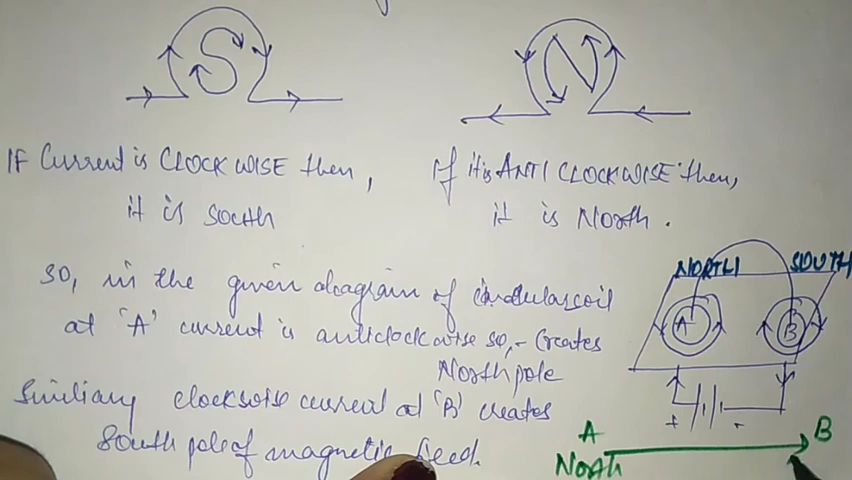 S
N
IF Current is CLOCKWISE then,
it is SOUTH
If it is ANTI CLOCKWISE then,
it is North.
NORTH
SOUTH
SO, in the given diagram of circular coil
at 'A' current is anticlockwise so, - Creates
North pole
A
B
Similiary clockwise current at 'B' creates
South pole of magnetic feed.
+
-
A
B
North